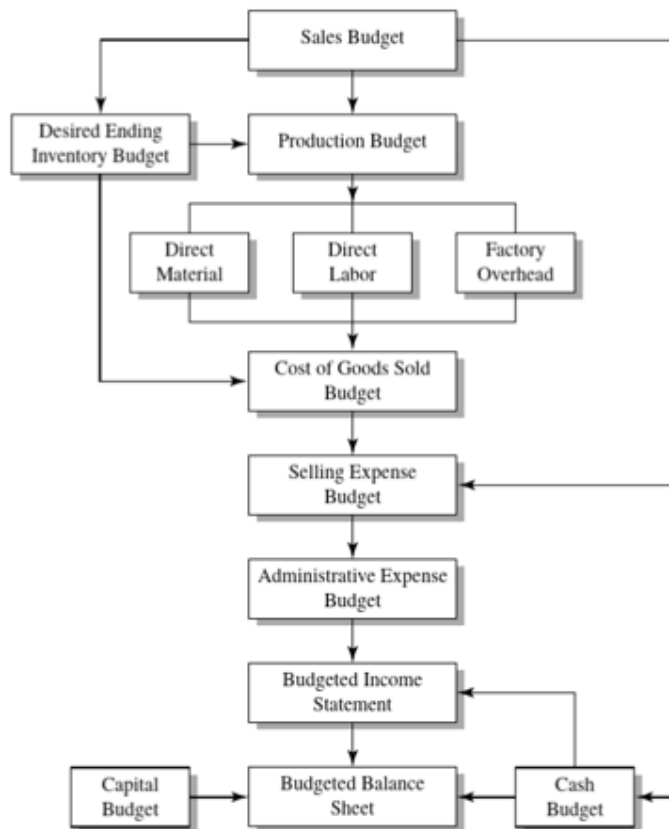 Sales Budget
Desired Ending
Inventory Budget
Production Budget
Direct
Material
Direct
Labor
Factory
Overhead
Cost of Goods Sold
Budget
Selling Expense
Budget
Administrative Expense
Budget
Budgeted Income
Statement
Capital
Budget
Budgeted Balance
Sheet
Cash
Budget